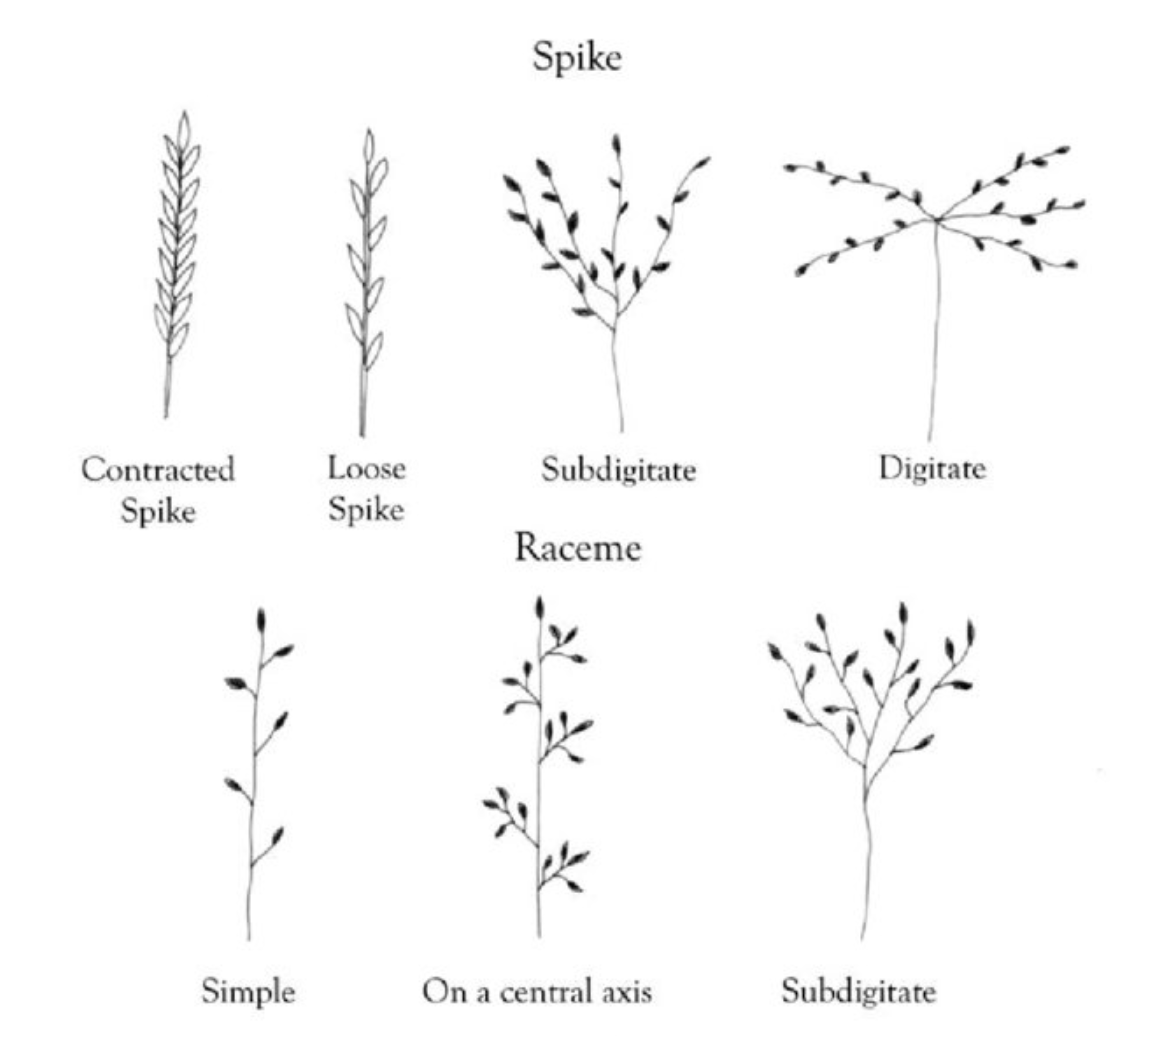 Spike
Contracted
Spike
Loose
Spike
Subdigitate
Digitate
Raceme
Simple
On a central axis
Subdigitate